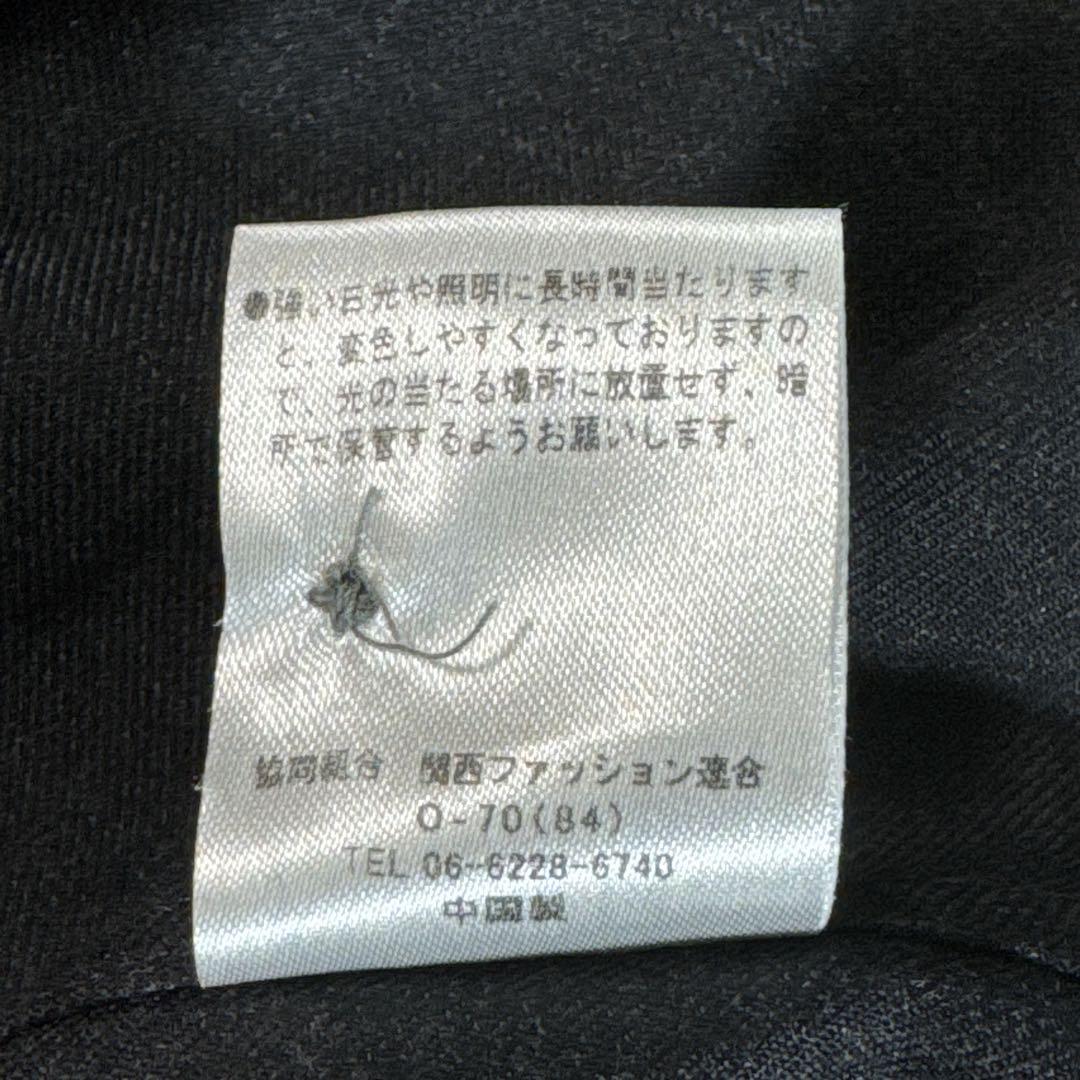 ●強い日光や照明に長時間当たります
と、変色しやすくなっておりますの
で、光の当たる場所に放置せず、暗
所で保管するようお願いします。
協同組合 関西ファッション連合
O-70(84)
TEL 06-6228-6740
中国製